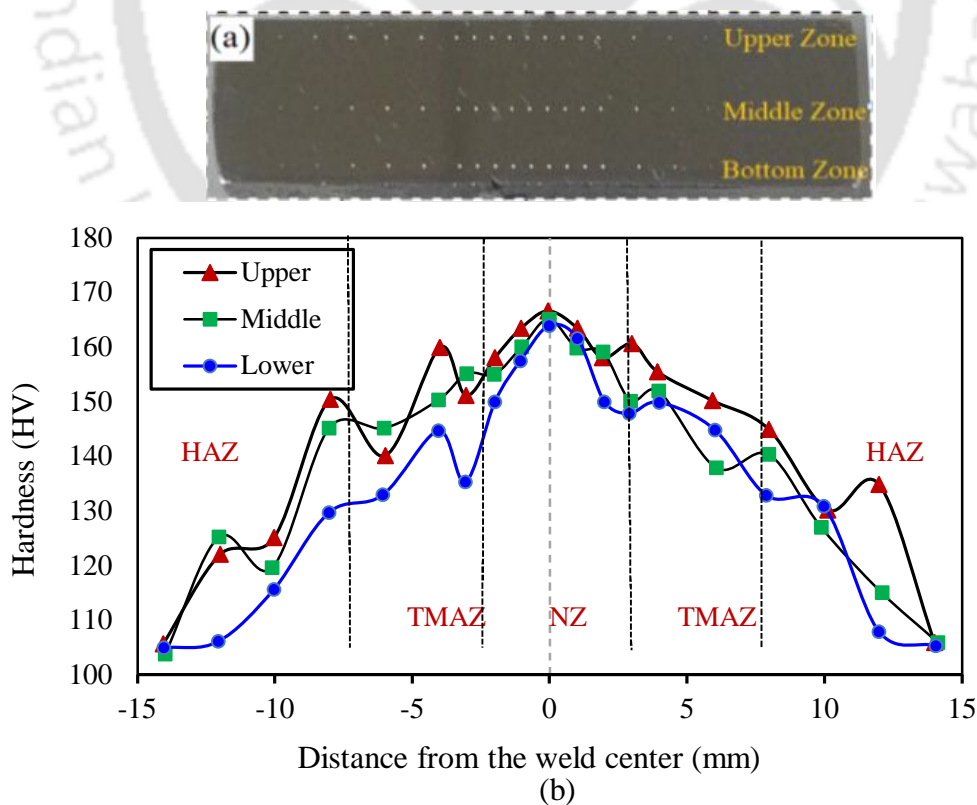 (a)
Upper Zone
Middle Zone
Bottom Zone
ndian
180
170
160
150
140
130
120
110
100
Hardness (HV)
Upper
Middle
Lower
HAZ
HAZ
TMAZ
NZ
TMAZ
-15
-10
-5
0
5
10
15
Distance from the weld center (mm)
(b)